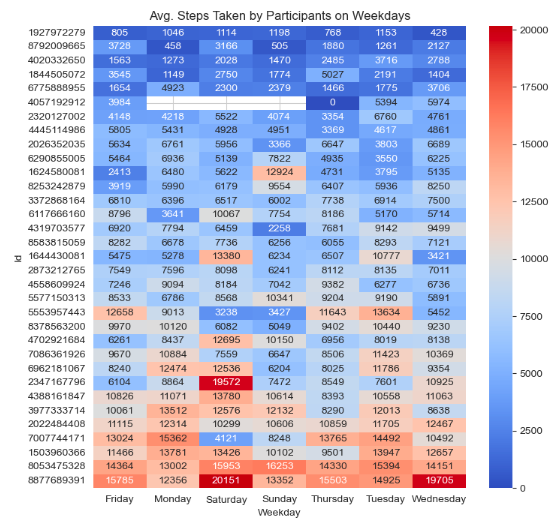 Avg. Steps Taken by Participants on Weekdays
1927972279 805 1046 1114 1198 768 1153 428
8792009665 3728 458 3166 505 1880 1261 2127
4020332650 1563 1273 2028 1470 2485 3716 2788
1844505072 3545 1149 2750 1774 5027 2191 1404
6775888955 1654 4923 2300 2379 1466 1775 3706
4057192912 3984 0 5394 5974
2320127002 4148 4218 5522 4074 3354 6760 4761
4445114986 5805 5431 4928 4951 3369 4617 4861
2026352035 5634 6761 5956 3366 6647 3803 6689
6290855005 5464 6936 5139 7822 4935 3550 6225
1624580081 2413 6480 5622 12924 4731 3795 5135
8253242879 3919 5990 6179 9554 6407 5936 8250
3372868164 6810 6396 6517 6002 7738 6914 7500
6117666160 8796 3641 10067 7754 8186 5170 5714
4319703577 6920 7794 6459 2258 7681 9142 9499
8583815059 8282 6678 7736 6256 6055 8293 7121
1644430081 5475 5278 13380 6234 6507 10777 3421
2873212765 7549 7596 8098 6241 8112 8135 7011
4558609924 7246 9094 8184 7042 9382 6277 6736
5577150313 8533 6786 8568 10341 9204 9190 5891
5553957443 12658 9013 3238 3427 11643 13634 5452
8378563200 9970 10120 6082 5049 9402 10440 9230
4702921684 6261 8437 12695 10150 6956 8019 8138
7086361926 9670 10884 7559 6647 8506 11423 10369
6962181067 8240 12474 12536 6204 8025 11786 9354
2347167796 6104 8864 19572 7472 8549 7601 10925
4388161847 10826 11071 13780 10614 8393 10558 11063
3977333714 10061 13512 12576 12132 8290 12013 8638
2022484408 11115 12314 10299 10606 10859 11705 12467
7007744171 13024 15362 4121 8248 13765 14492 10492
1503960366 11466 13781 13426 10102 9501 13947 12657
8053475328 14364 13002 15953 16253 14330 15394 14151
8877689391 15785 12356 20151 13352 15503 14925 19705
Friday Monday Saturday Sunday Thursday Tuesday Wednesday
Weekday
Id
20000
17500
15000
12500
10000
7500
5000
2500
0